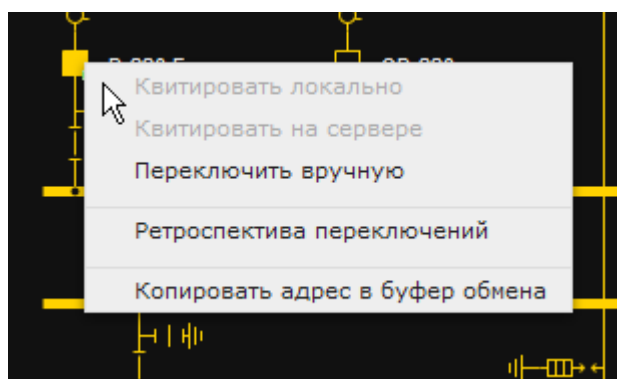 Квитировать локально
Квитировать на сервере
Переключить вручную
Ретроспектива переключений
Копировать адрес в буфер обмена